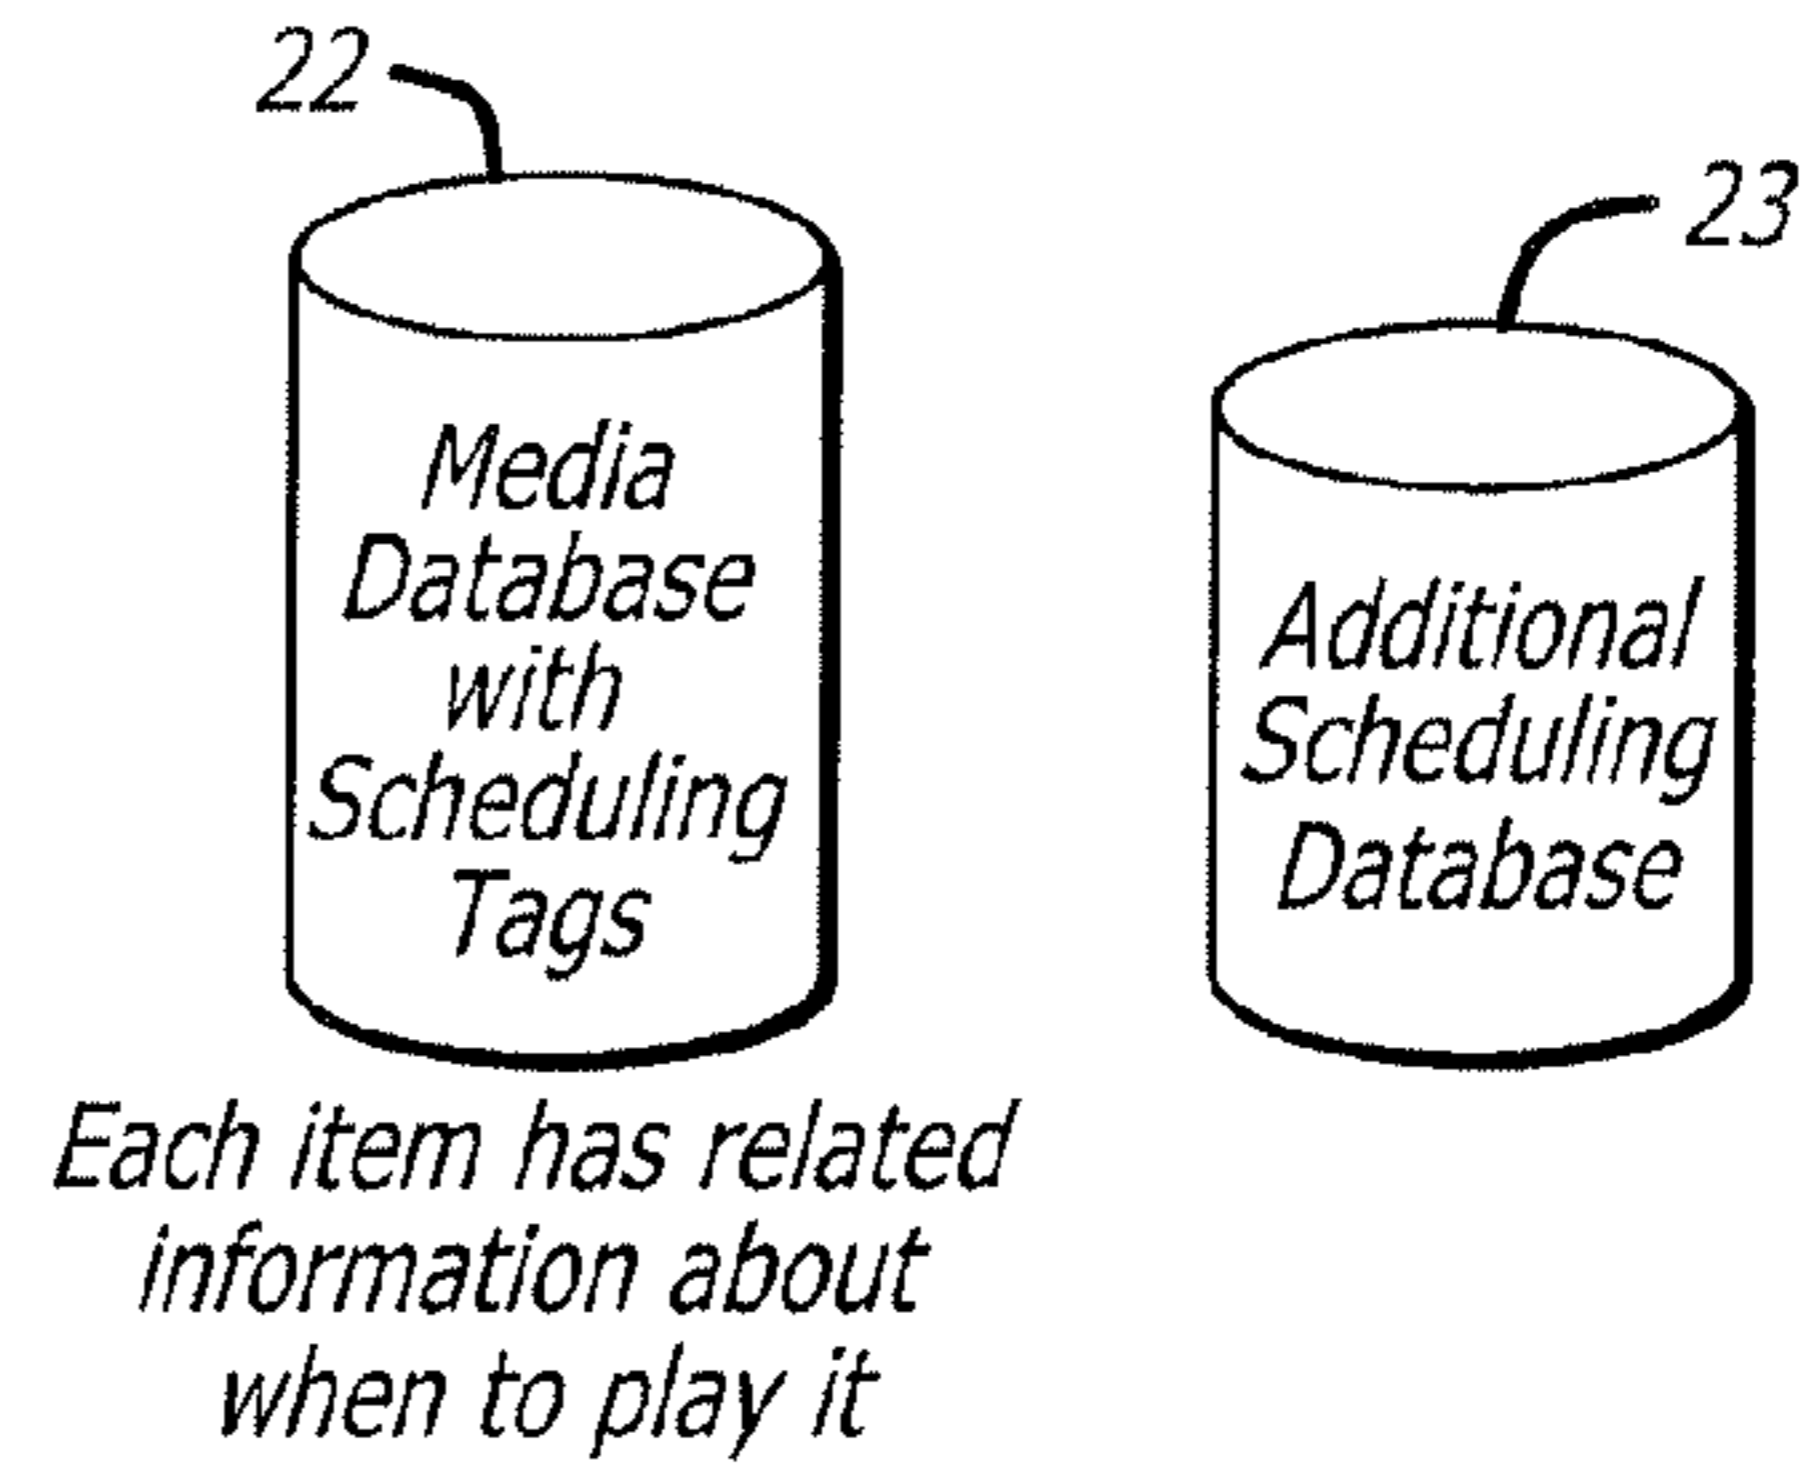 22
Media
Database
with
Scheduling
Tags
Each item has related
information about
when to play it
23
Additional
Scheduling
Database